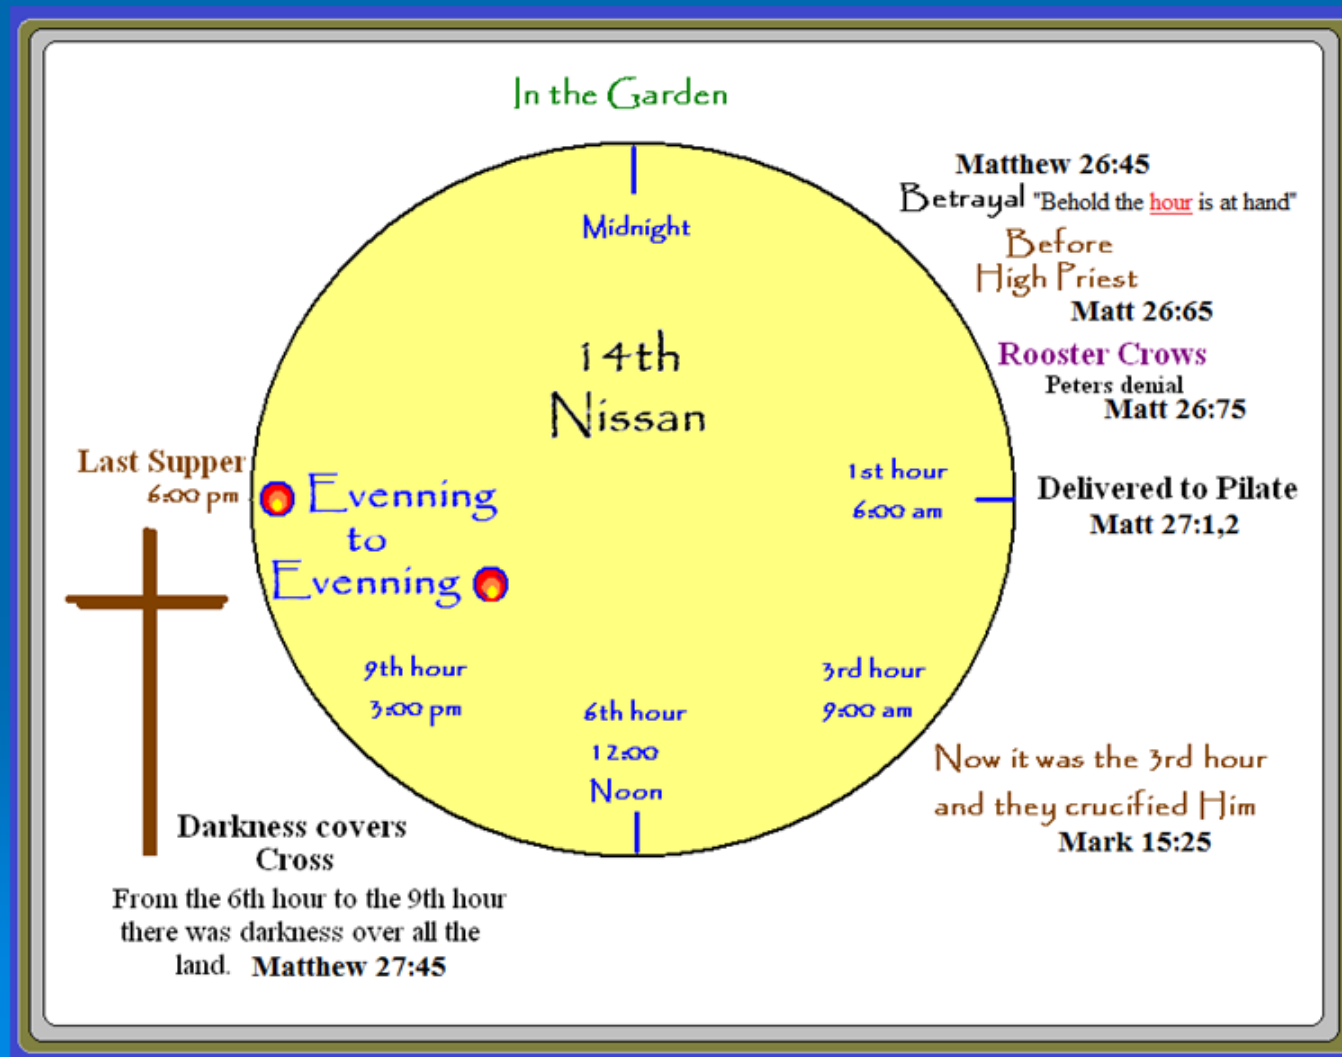 In the Garden
Midnight
14th
Nissan
Matthew 26:45
Betrayal "Behold the hour is at hand"
Before
High Priest
Matt 26:65
Rooster Crows
Peters denial
Matt 26:75
Last Supper
6:00 pm
Evenning
to
Evenning
1st hour
6:00 am
Delivered to Pilate
Matt 27:1,2
9th hour
3:00 pm
6th hour
12:00
Noon
3rd hour
9:00 am
Now it was the 3rd hour
and they crucified Him
Mark 15:25
Darkness covers
Cross
From the 6th hour to the 9th hour
there was darkness over all the
land. Matthew 27:45